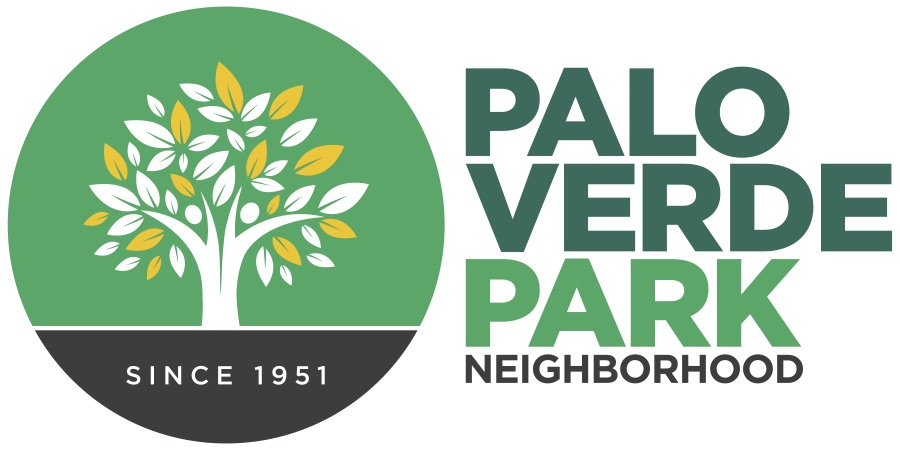 SINCE 1951
PALO
VERDE
PARK
NEIGHBORHOOD